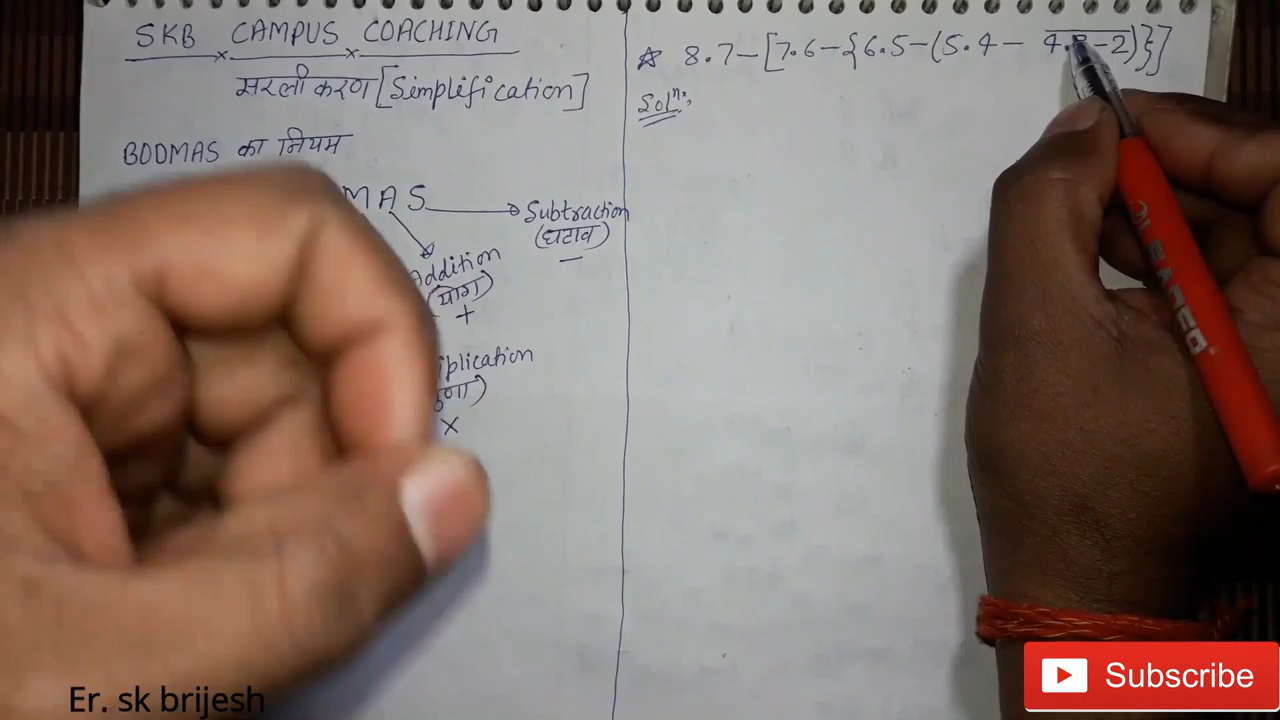 SKB CAMPUS COACHING
सरलीकरण [Simplification]
BODMAS का नियम
MAS
Subtraction
(घटाव)
—
Addition
(योग)
+
iplication
×
☆ 8.7-[7.6-{6.5-(5.4-
Solⁿ.
Er. sk brijesh
Subscribe